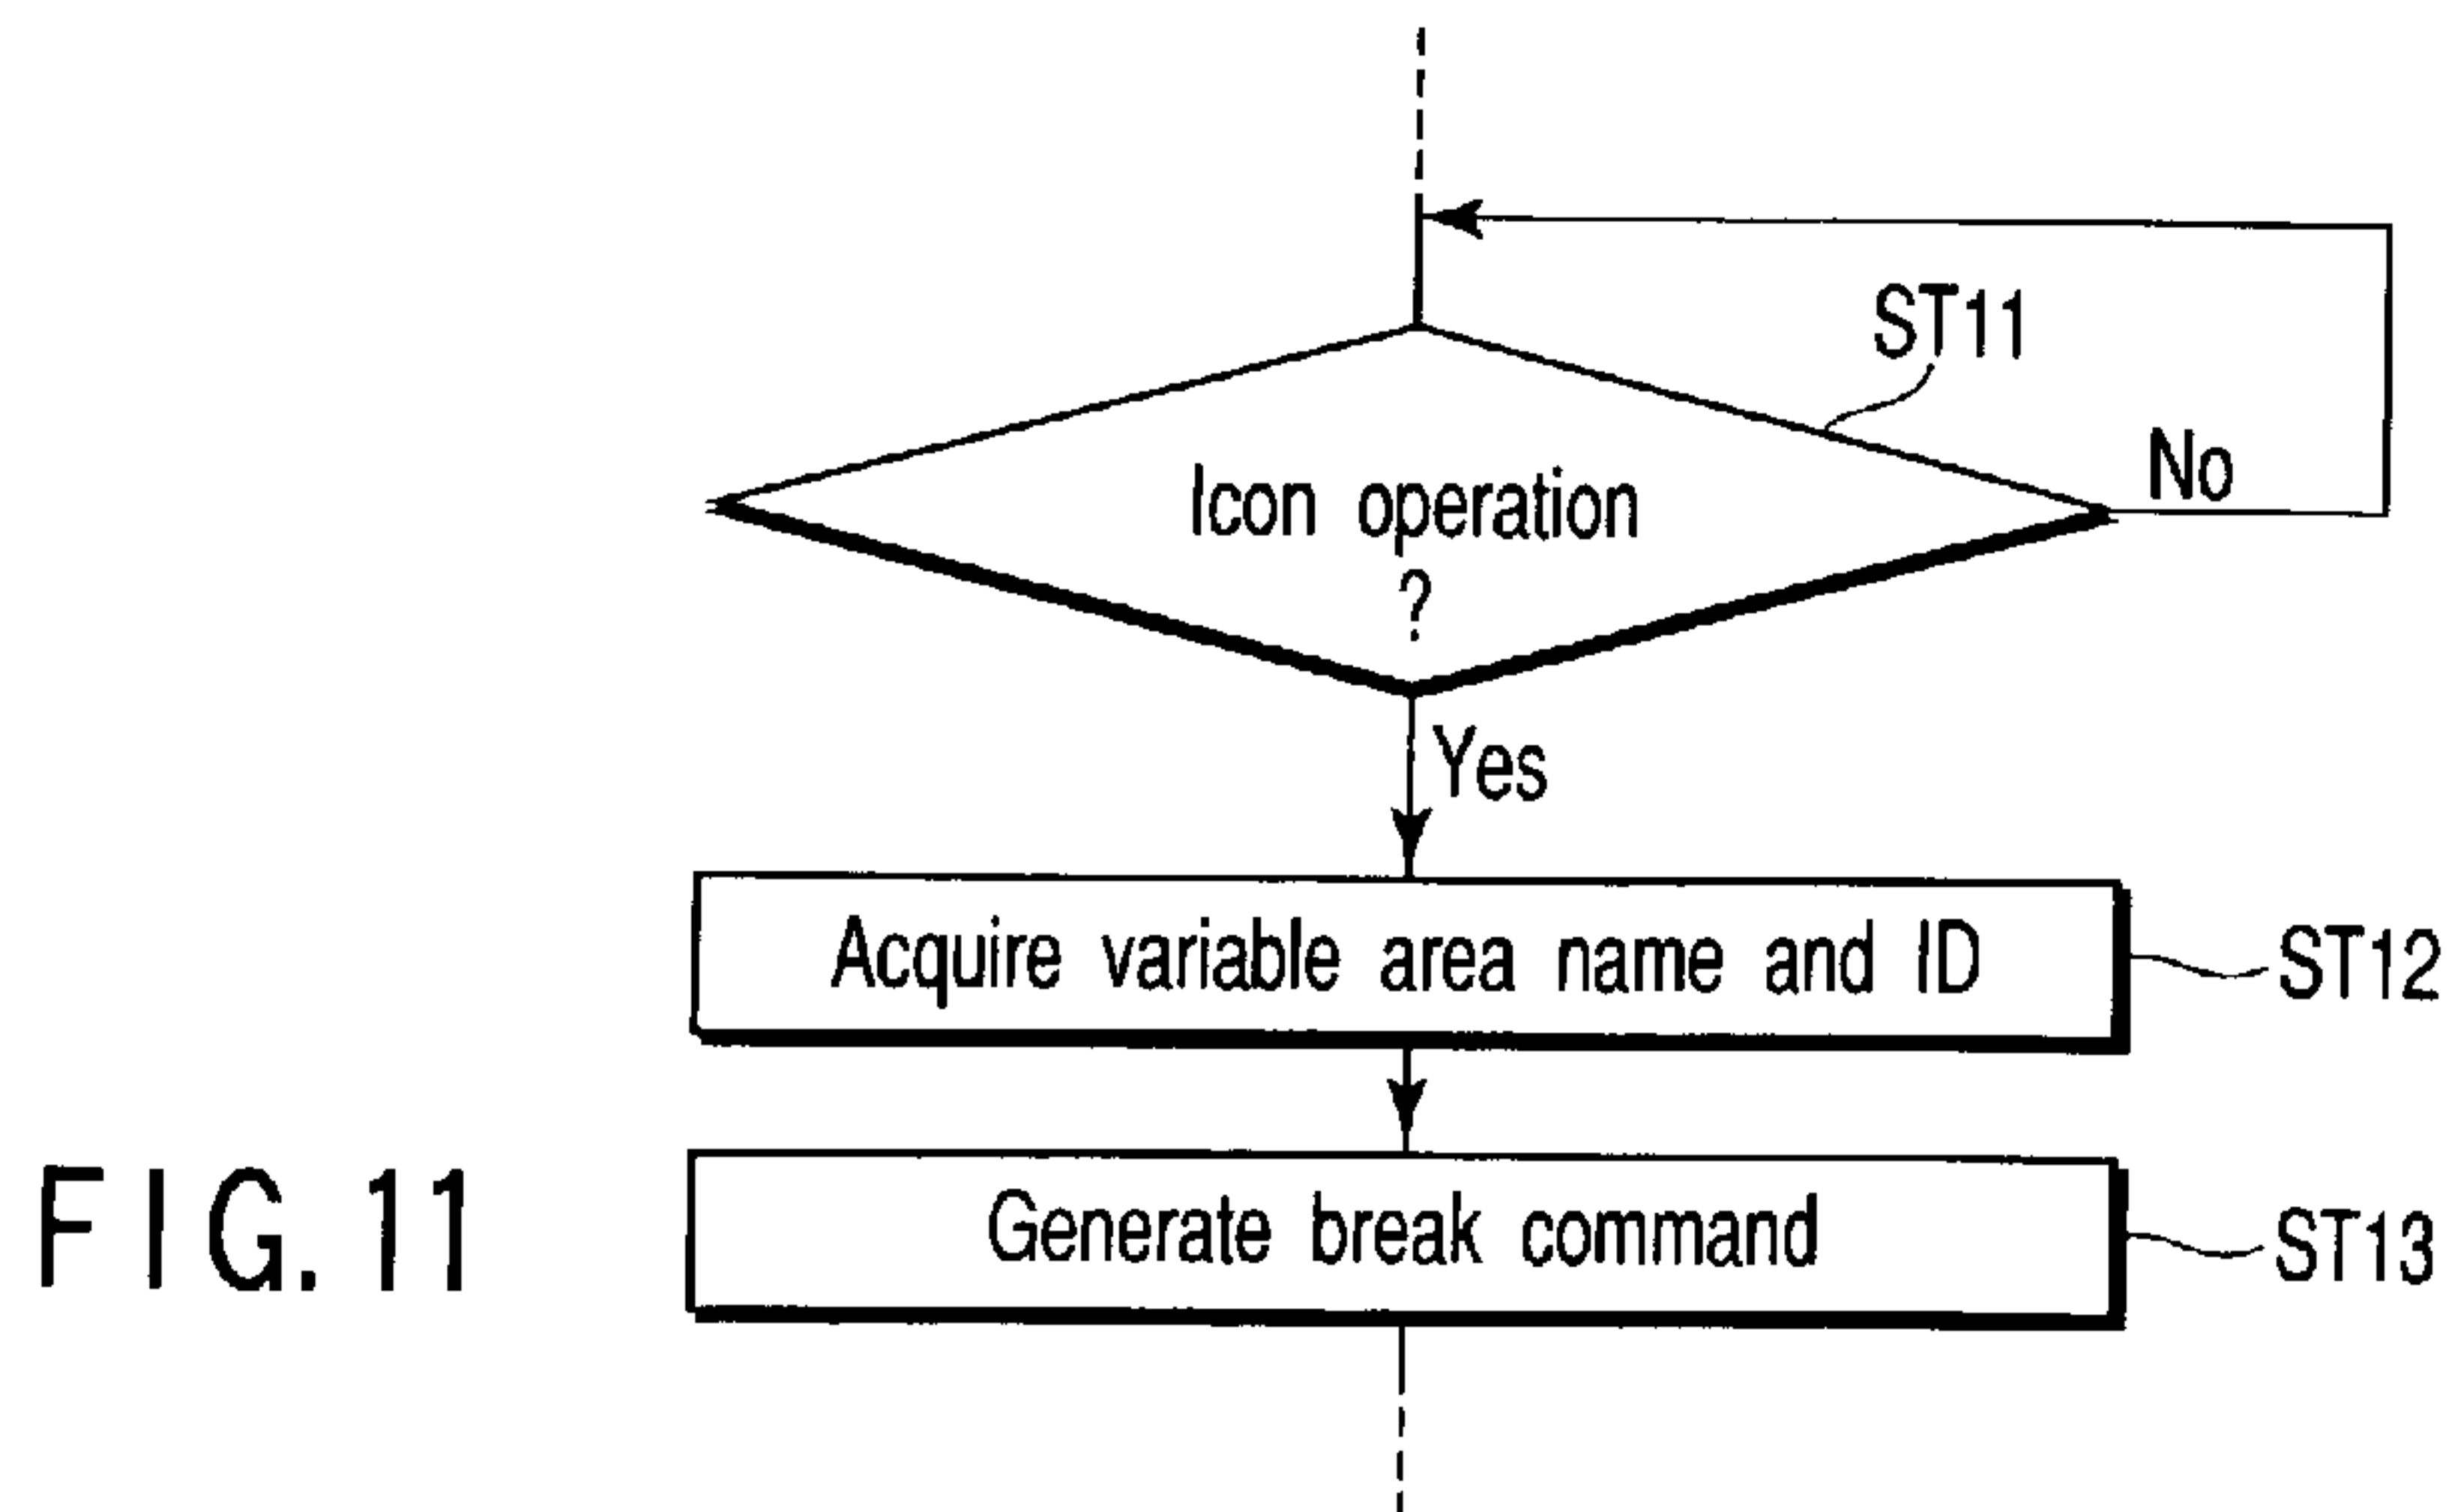 ST11
No
Icon operation
?
Yes
Acquire variable area name and ID
ST12
Generate break command
ST13
FIG. 11